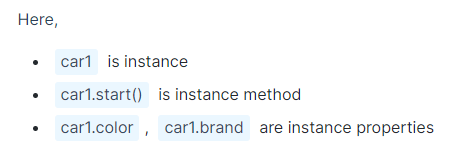 Here,
• car1 is instance
• car1.start() is instance method
• car1.color , car1.brand are instance properties